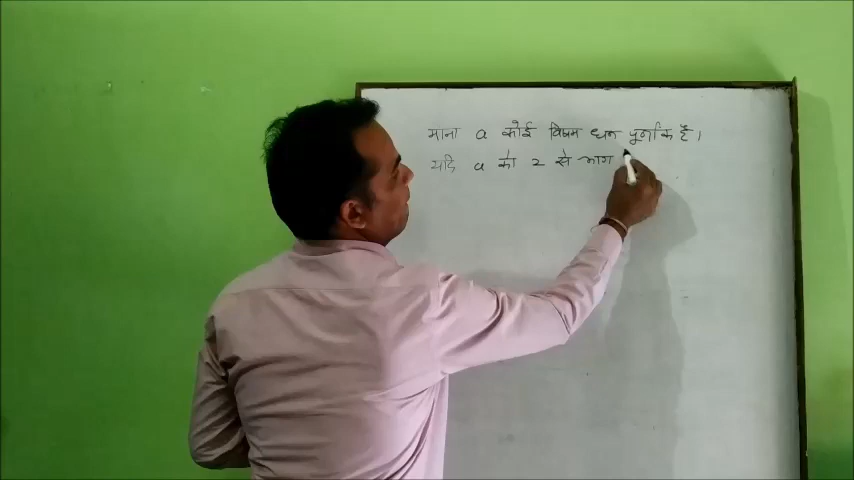 माना a कोई विषम धन पूर्णांक है।
यदि a को 2 से भाग